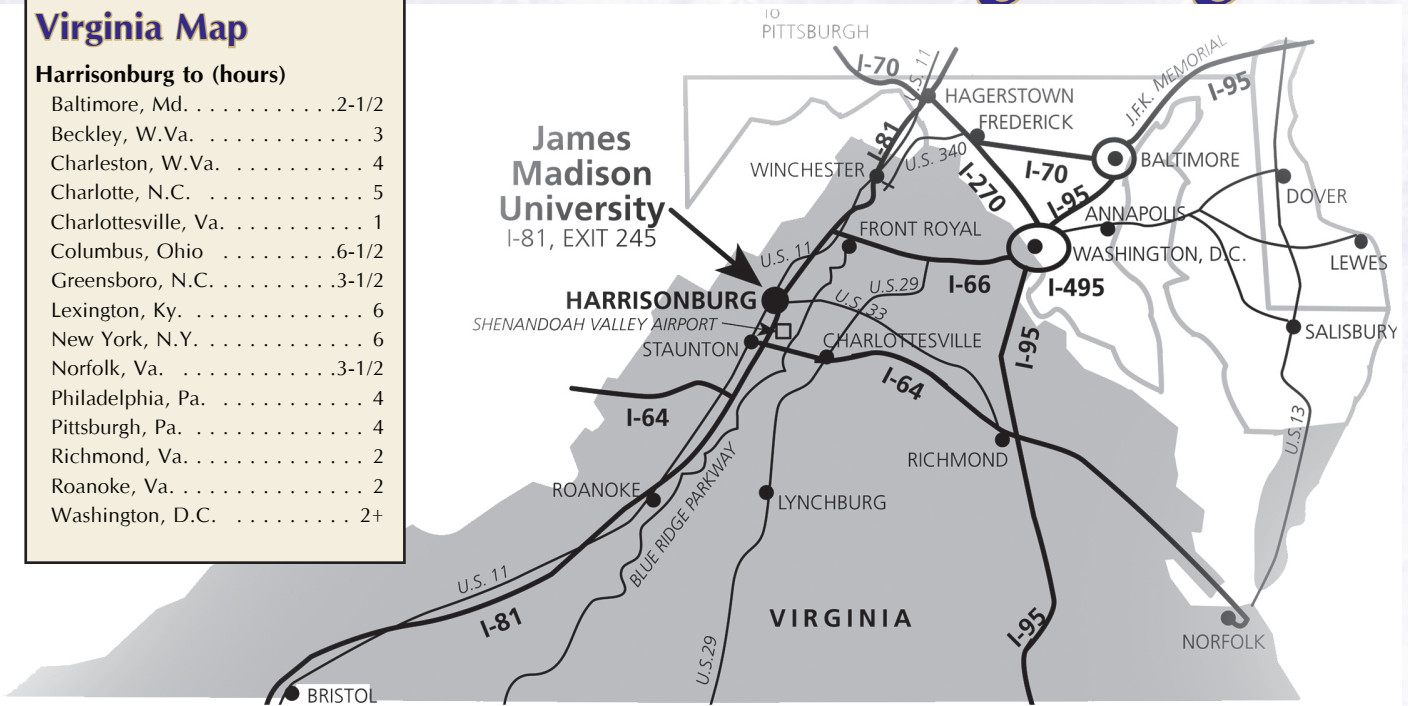 Virginia Map
Harrisonburg to (hours)
Baltimore, Md. . . . . . . . . . . . .2-1/2
Beckley, W.Va. . . . . . . . . . . . . 3
Charleston, W.Va. . . . . . . . . . . 4
Charlotte, N.C. . . . . . . . . . . . . 5
Charlottesville, Va. . . . . . . . . . . 1
Columbus, Ohio . . . . . . . . . .6-1/2
Greensboro, N.C. . . . . . . . . . .3-1/2
Lexington, Ky. . . . . . . . . . . . . . 6
New York, N.Y. . . . . . . . . . . . . 6
Norfolk, Va. . . . . . . . . . . . .3-1/2
Philadelphia, Pa. . . . . . . . . . . . 4
Pittsburgh, Pa. . . . . . . . . . . . . . 4
Richmond, Va. . . . . . . . . . . . . . 2
Roanoke, Va. . . . . . . . . . . . . . . 2
Washington, D.C. . . . . . . . . . 2+
TO
PITTSBURGH
I-70
U.S. 11
J.F.K. MEMORIAL
I-95
HAGERSTOWN
FREDERICK
James
Madison
University
I-81, EXIT 245
I-81
U.S. 340
WINCHESTER
I-270
I-70
BALTIMORE
I-95
ANNAPOLIS
DOVER
FRONT ROYAL
U.S. 11
WASHINGTON, D.C.
LEWES
I-66
I-495
U.S.29
HARRISONBURG
U.S. 33
SHENANDOAH VALLEY AIRPORT
STAUNTON
CHARLOTTESVILLE
I-95
SALISBURY
I-64
I-64
U.S.13
RICHMOND
ROANOKE
LYNCHBURG
BLUE RIDGE PARKWAY
U.S. 11
I-81
VIRGINIA
I-95
NORFOLK
U.S.29
BRISTOL